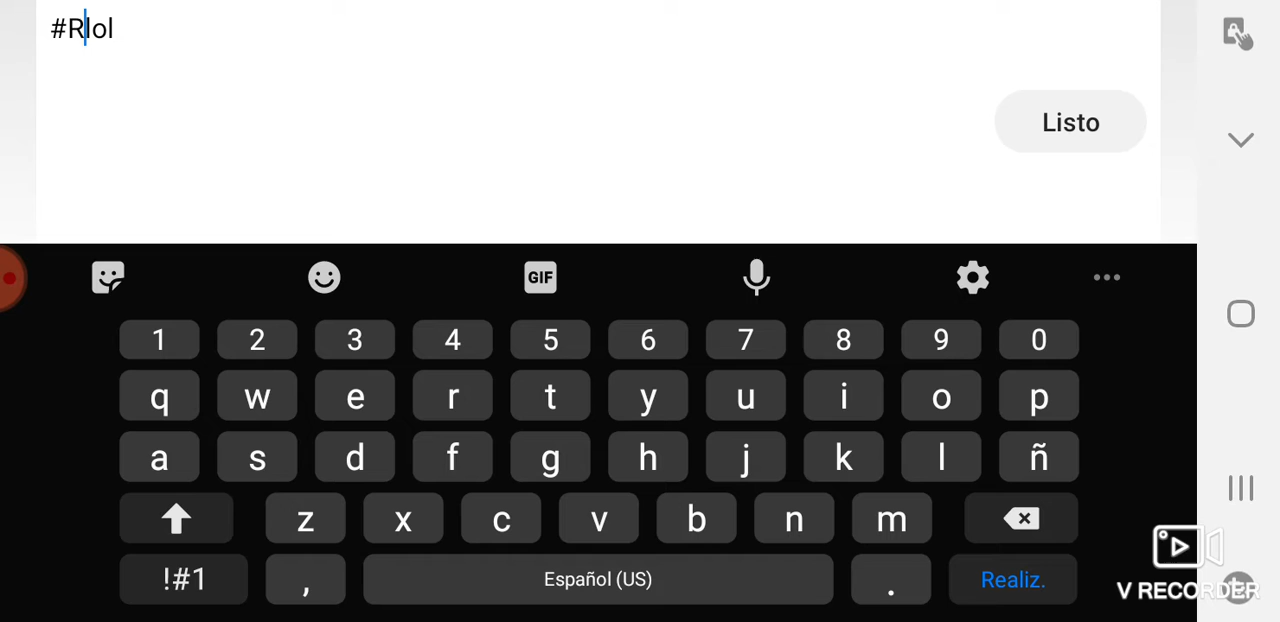 #Rlol
Listo
GIF
1 2 3 4 5 6 7 8 9 0
q w e r t y u i o p
a s d f g h j k l ñ
z x c v b n m
!#1 , Español (US) . Realiz.
V RECORDER